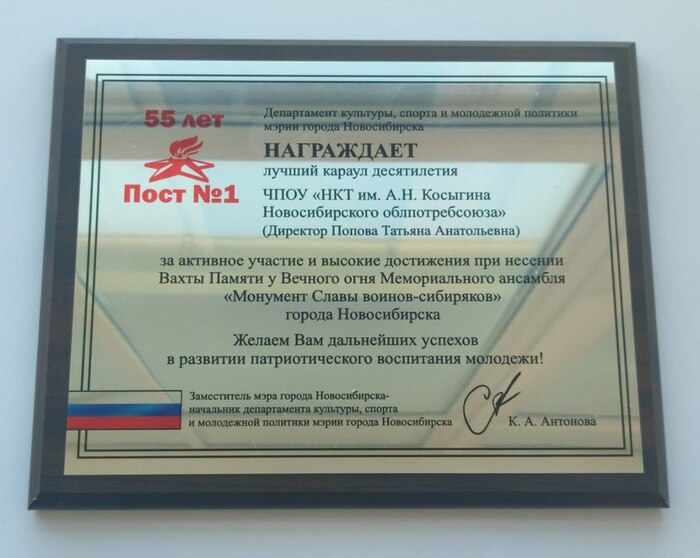 55 лет
Пост №1
Департамент культуры, спорта и молодежной политики
мэрии города Новосибирска
НАГРАЖДАЕТ
лучший караул десятилетия
ЧПОУ «НКТ им. А.Н. Косыгина
Новосибирского облпотребсоюза»
(Директор Попова Татьяна Анатольевна)
за активное участие и высокие достижения при несении
Вахты Памяти у Вечного огня Мемориального ансамбля
«Монумент Славы воинов-сибиряков»
города Новосибирска
Желаем Вам дальнейших успехов
в развитии патриотического воспитания молодежи!
Заместитель мэра города Новосибирска-
начальник департамента культуры, спорта
и молодежной политики мэрии города Новосибирска
К. А. Антонова